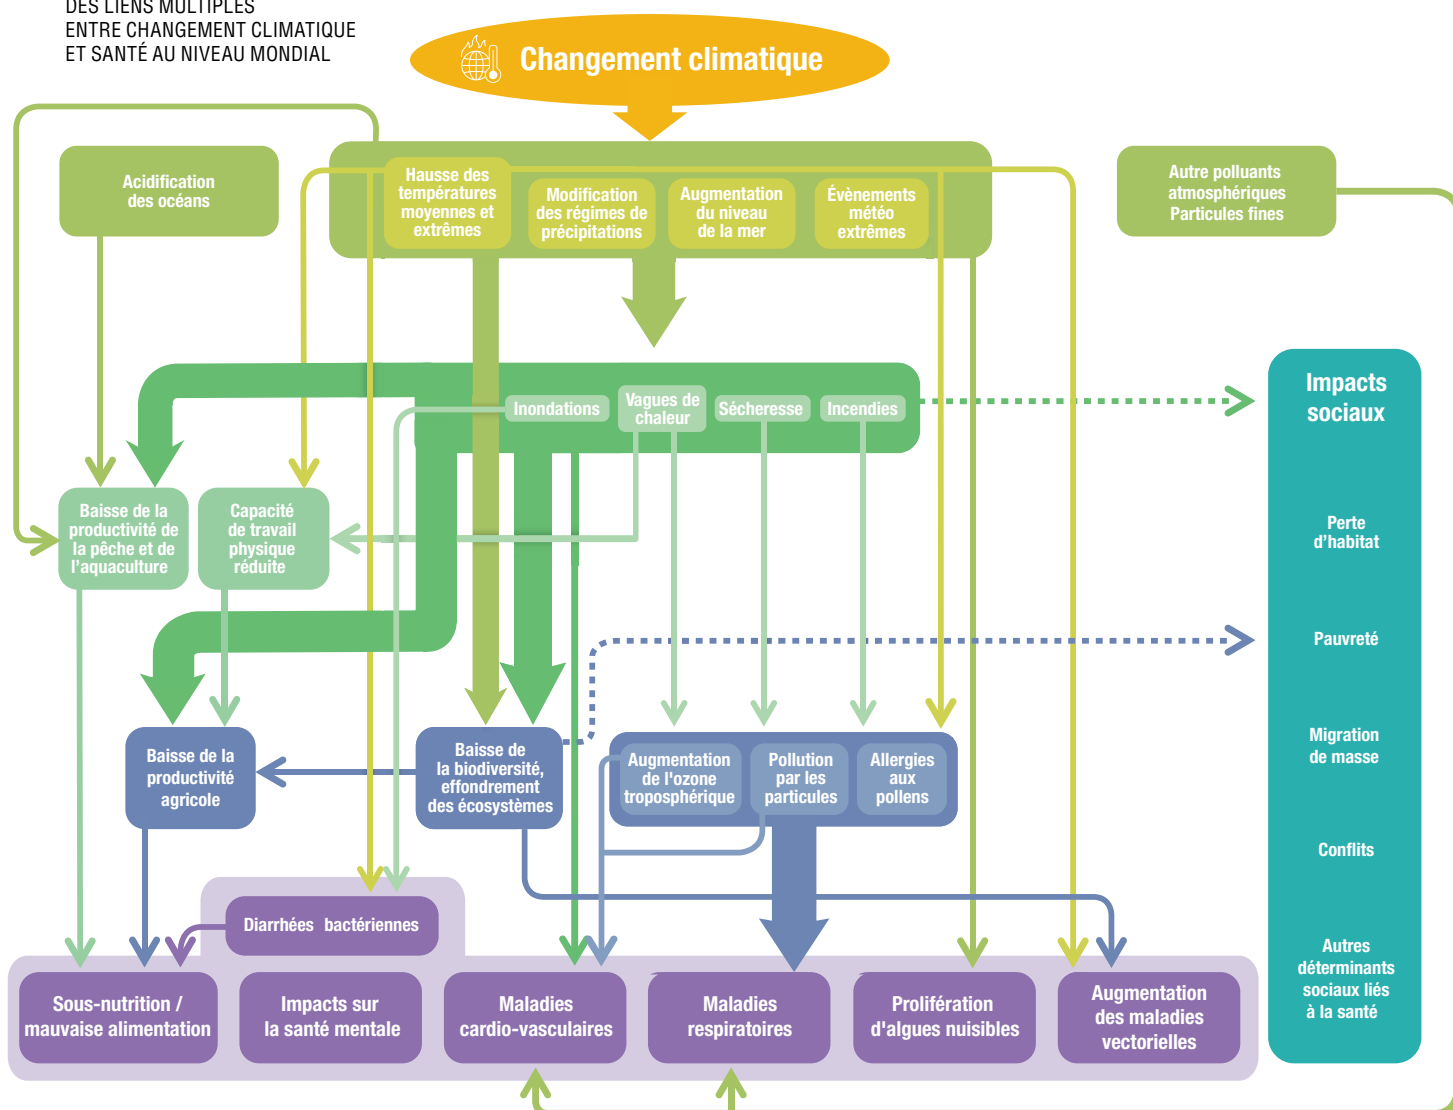 DES LIENS MULTIPLES
ENTRE CHANGEMENT CLIMATIQUE
ET SANTÉ AU NIVEAU MONDIAL
Changement climatique
Acidification
des océans
Hausse des
températures
moyennes et
extrêmes
Modification
des régimes de
précipitations
Augmentation
du niveau
de la mer
Évènements
météo
extrêmes
Autre polluants
atmosphériques
Particules fines
Inondations
Vagues de
chaleur
Sécheresse
Incendies
Impacts
sociaux
Perte
d'habitat
Pauvreté
Migration
de masse
Conflits
Autres
déterminants
sociaux liés
à la santé
Baisse de la
productivité de
la pêche et de
l'aquaculture
Capacité
de travail
physique
réduite
Baisse de la
productivité
agricole
Baisse de
la biodiversité,
effondrement
des écosystèmes
Augmentation
de l'ozone
troposphérique
Pollution
par les
particules
Allergies
aux
pollens
Diarrhées bactériennes
Sous-nutrition /
mauvaise alimentation
Impacts sur
la santé mentale
Maladies
cardio-vasculaires
Maladies
respiratoires
Prolifération
d'algues nuisibles
Augmentation
des maladies
vectorielles